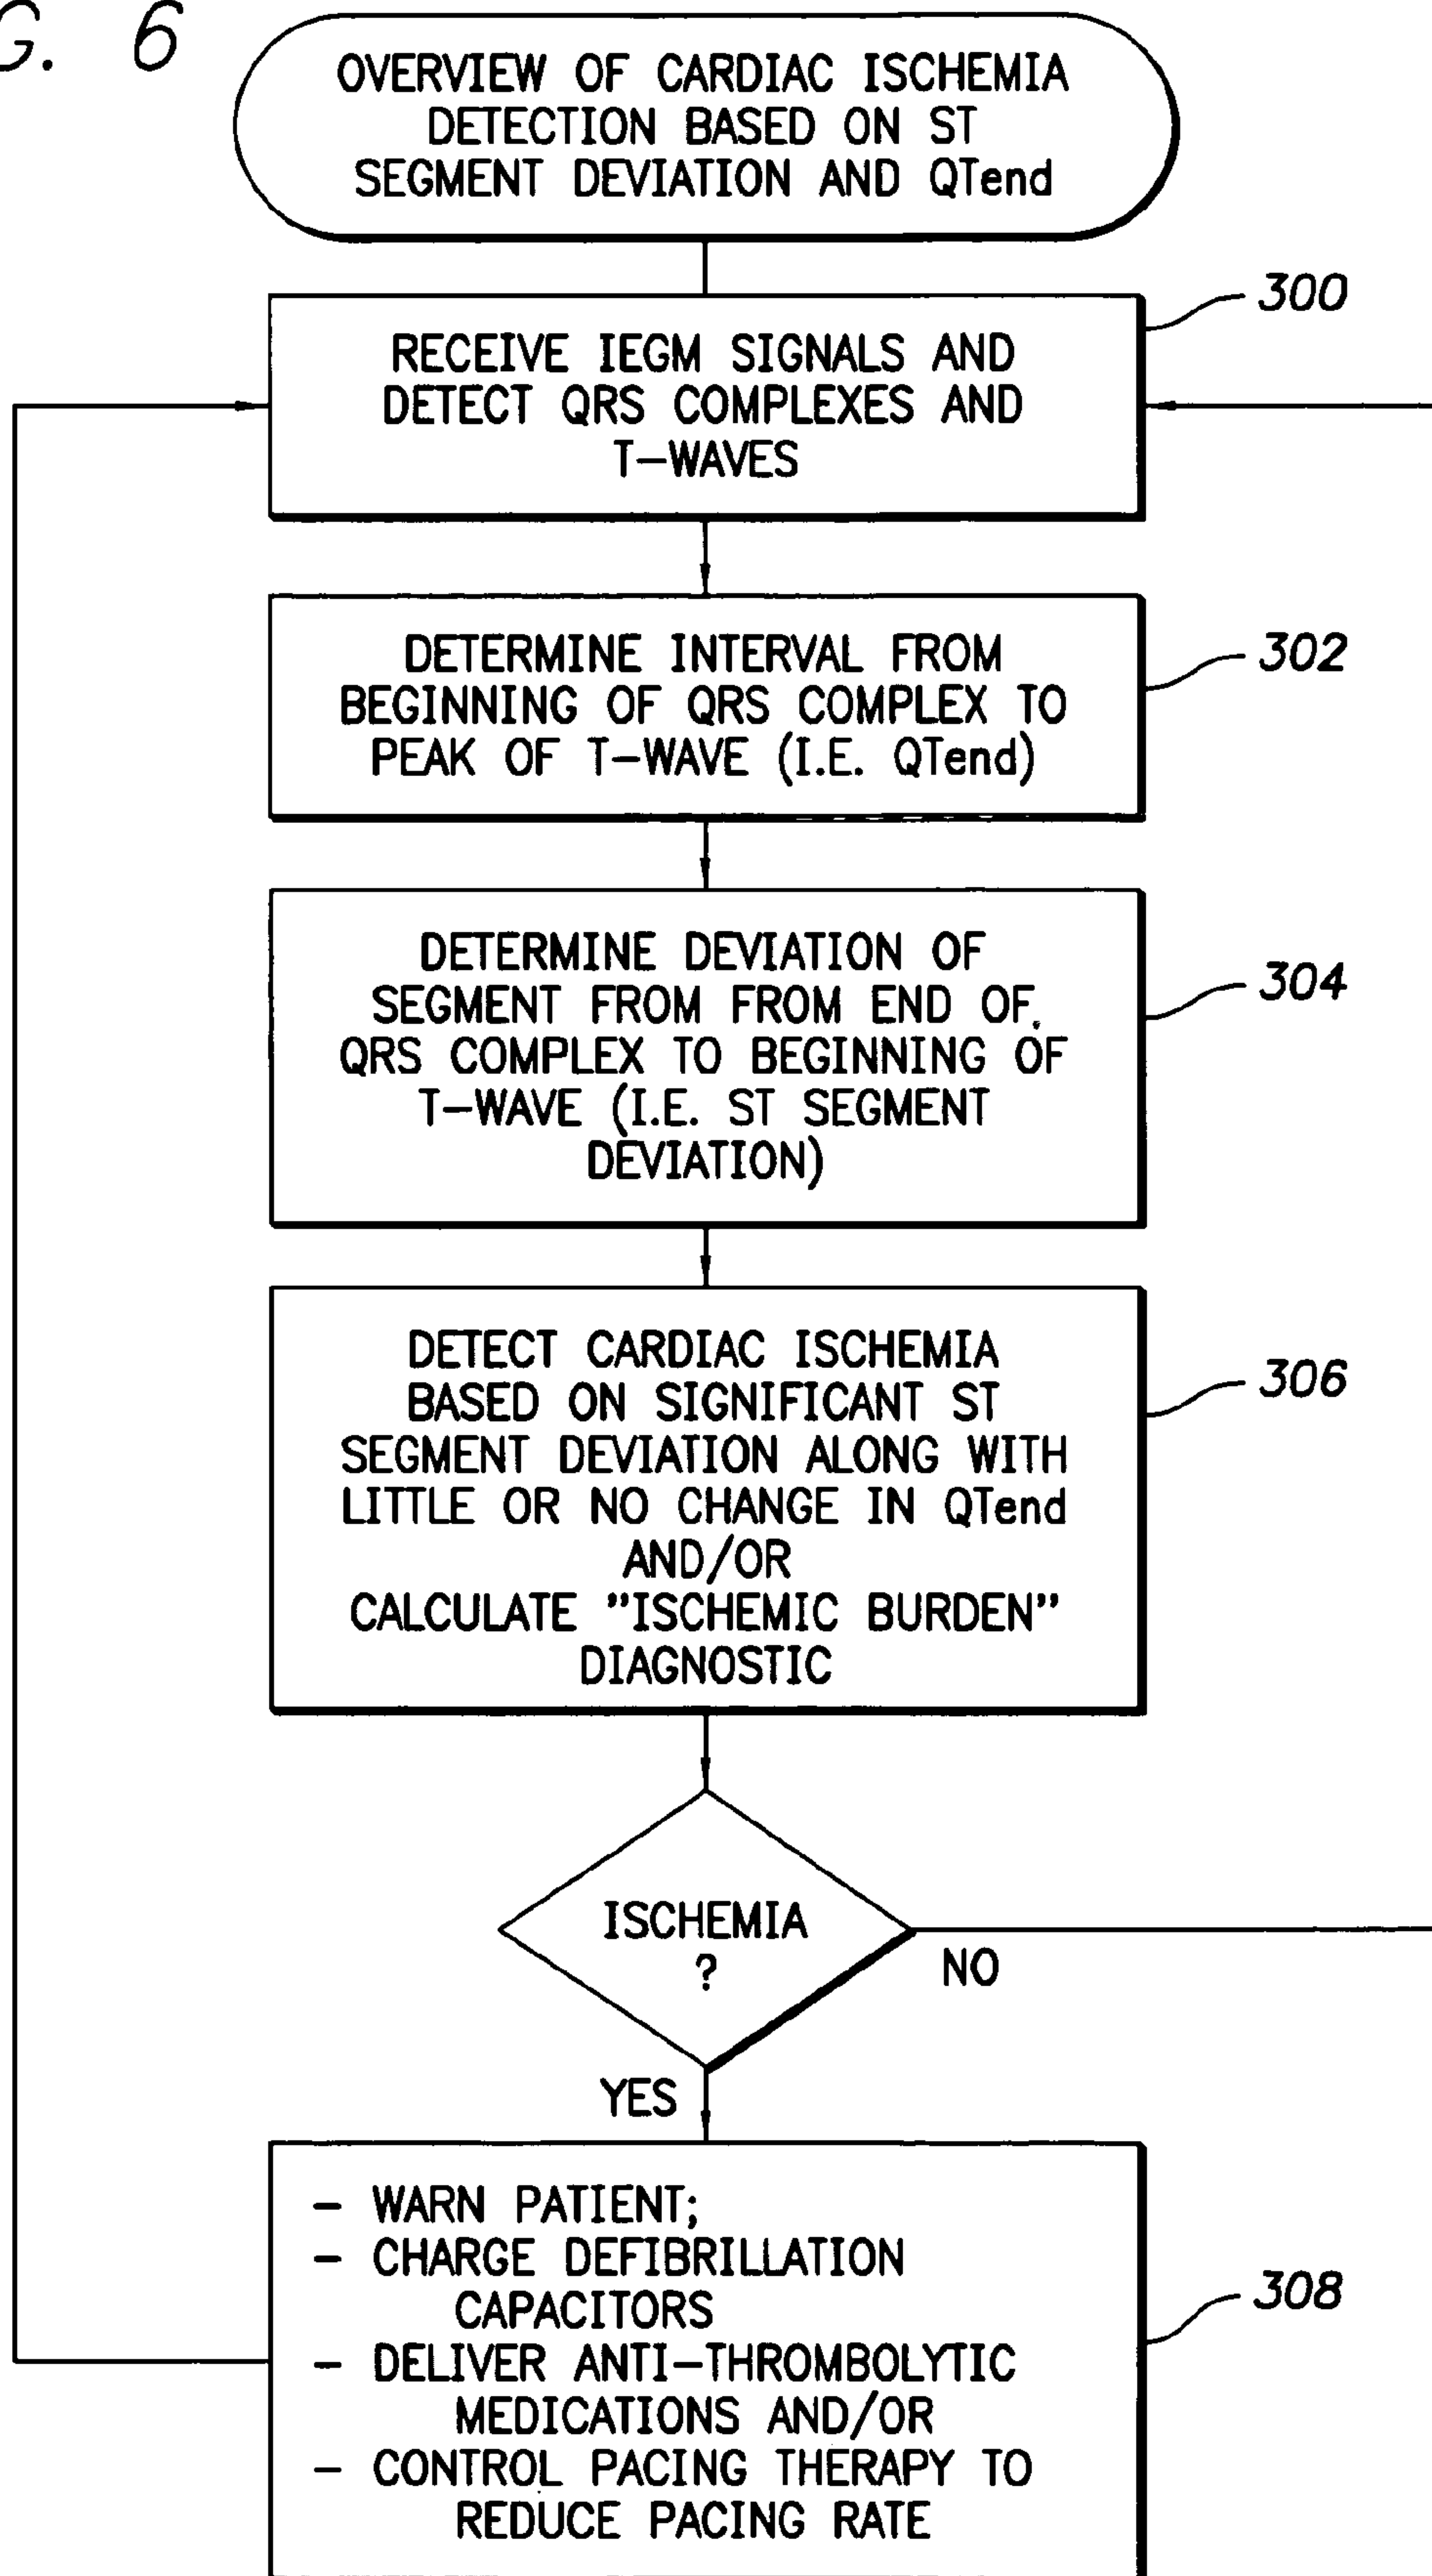 G. 6
OVERVIEW OF CARDIAC ISCHEMIA
DETECTION BASED ON ST
SEGMENT DEVIATION AND QTend
300
RECEIVE IEGM SIGNALS AND
DETECT QRS COMPLEXES AND
T-WAVES
302
DETERMINE INTERVAL FROM
BEGINNING OF QRS COMPLEX TO
PEAK OF T-WAVE (I.E. QTend)
304
DETERMINE DEVIATION OF
SEGMENT FROM FROM END OF
QRS COMPLEX TO BEGINNING OF
T-WAVE (I.E. ST SEGMENT
DEVIATION)
306
DETECT CARDIAC ISCHEMIA
BASED ON SIGNIFICANT ST
SEGMENT DEVIATION ALONG WITH
LITTLE OR NO CHANGE IN QTend
AND/OR
CALCULATE "ISCHEMIC BURDEN"
DIAGNOSTIC
ISCHEMIA
?
NO
YES
308
- WARN PATIENT;
- CHARGE DEFIBRILLATION
CAPACITORS
- DELIVER ANTI-THROMBOLYTIC
MEDICATIONS AND/OR
- CONTROL PACING THERAPY TO
REDUCE PACING RATE